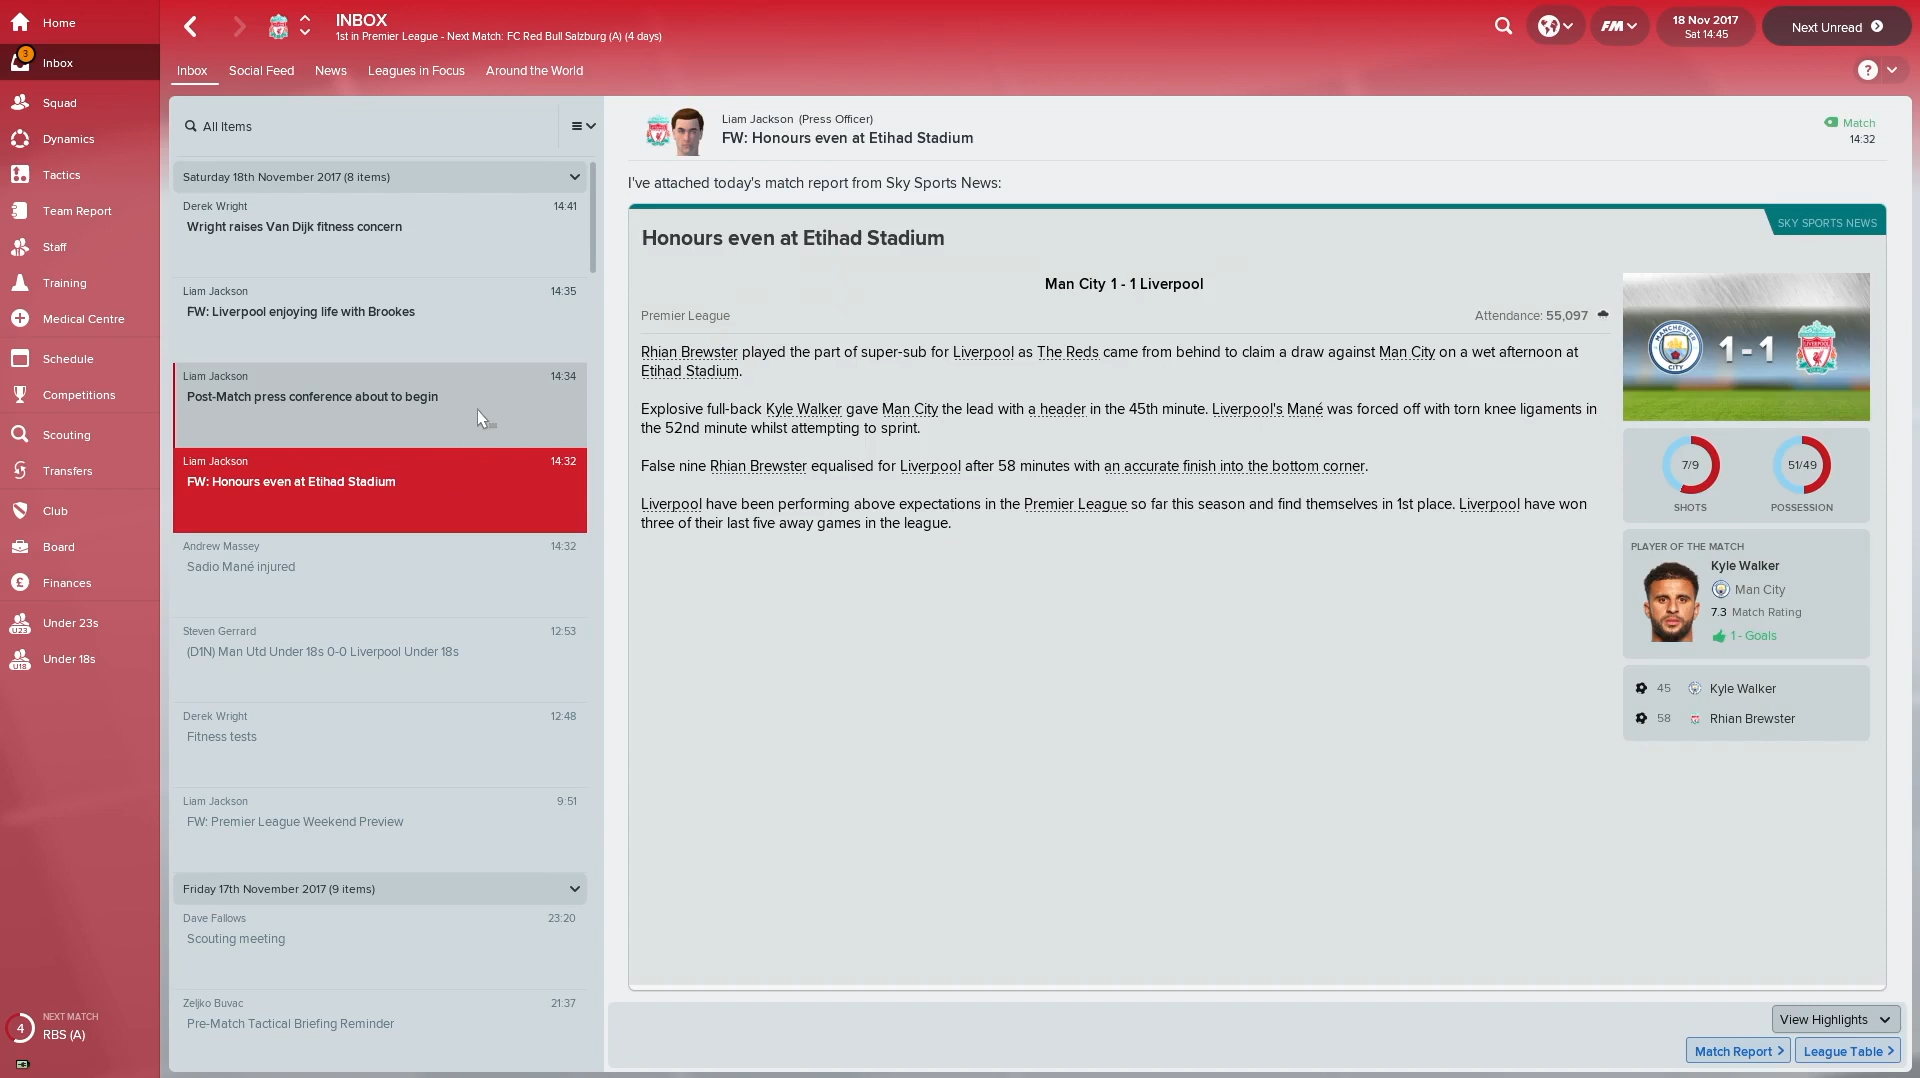 Home
3
Inbox
Squad
Dynamics
Tactics
Team Report
Staff
Training
Medical Centre
Schedule
Competitions
Scouting
Transfers
Club
Board
Finances
U23
Under 23s
U18
Under 18s
4
NEXT MATCH
RBS (A)
INBOX
1st in Premier League - Next Match: FC Red Bull Salzburg (A) (4 days)
FM
18 Nov 2017
Sat 14:45
Next Unread
Inbox Social Feed News Leagues in Focus Around the World
?
All Items
Saturday 18th November 2017 (8 items)
Derek Wright 14:41
Wright raises Van Dijk fitness concern
Liam Jackson 14:35
FW: Liverpool enjoying life with Brookes
Liam Jackson 14:34
Post-Match press conference about to begin
Liam Jackson 14:32
FW: Honours even at Etihad Stadium
Andrew Massey 14:32
Sadio Mané injured
Steven Gerrard 12:53
(D1N) Man Utd Under 18s 0-0 Liverpool Under 18s
Derek Wright 12:48
Fitness tests
Liam Jackson 9:51
FW: Premier League Weekend Preview
Friday 17th November 2017 (9 items)
Dave Fallows 23:20
Scouting meeting
Zeljko Buvac 21:37
Pre-Match Tactical Briefing Reminder
Liam Jackson (Press Officer)
FW: Honours even at Etihad Stadium
Match
14:32
I've attached today's match report from Sky Sports News:
SKY SPORTS NEWS
Honours even at Etihad Stadium
Man City 1 - 1 Liverpool
Premier League Attendance: 55,097
Rhian Brewster played the part of super-sub for Liverpool as The Reds came from behind to claim a draw against Man City on a wet afternoon at
Etihad Stadium.
Explosive full-back Kyle Walker gave Man City the lead with a header in the 45th minute. Liverpool's Mané was forced off with torn knee ligaments in
the 52nd minute whilst attempting to sprint.
False nine Rhian Brewster equalised for Liverpool after 58 minutes with an accurate finish into the bottom corner.
Liverpool have been performing above expectations in the Premier League so far this season and find themselves in 1st place. Liverpool have won
three of their last five away games in the league.
1 - 1
7/9 51/49
SHOTS POSSESSION
PLAYER OF THE MATCH
Kyle Walker
Man City
7.3 Match Rating
1 - Goals
45 Kyle Walker
58 Rhian Brewster
View Highlights
Match Report League Table